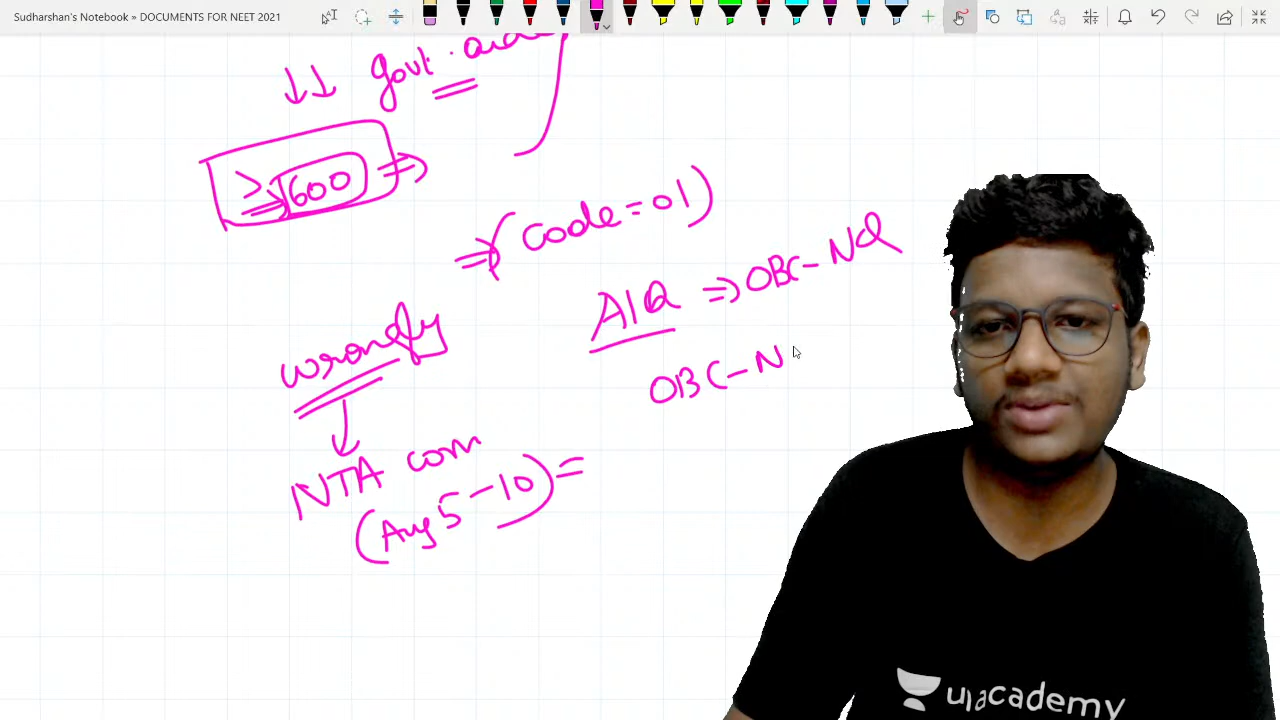 Sudharshan's Notebook » DOCUMENTS FOR NEET 2021
govt.
≥ 600 ⇒
⇒ (Code = 01)
AIQ ⇒ OBC-NCL
wrongly
OBC-N
NTA corrn
(Aug 5-10) =
unacademy